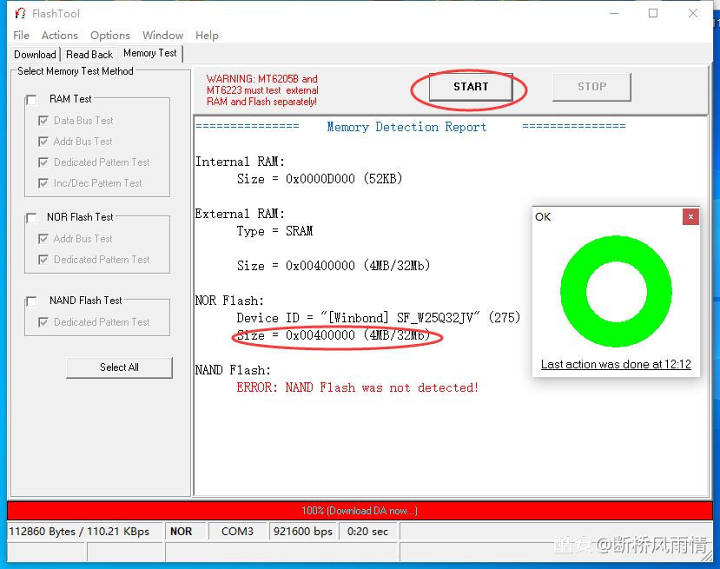 FlashTool
File Actions Options Window Help
Download Read Back Memory Test
Select Memory Test Method
RAM Test
Data Bus Test
Addr Bus Test
Dedicated Pattern Test
Inc/Dec Pattern Test
NOR Flash Test
Addr Bus Test
Dedicated Pattern Test
NAND Flash Test
Dedicated Pattern Test
Select All
WARNING: MT6205B and
MT6223 must test external
RAM and Flash separately!
START
STOP
=============== Memory Detection Report ===============
Internal RAM:
Size = 0x0000D000 (52KB)
External RAM:
Type = SRAM
Size = 0x00400000 (4MB/32Mb)
NOR Flash:
Device ID = "[Winbond] SF_W25Q32JV" (275)
Size = 0x00400000 (4MB/32Mb)
NAND Flash:
ERROR: NAND Flash was not detected!
OK
Last action was done at 12:12
100% (Download DA now...)
112860 Bytes / 110.21 KBps NOR COM3 921600 bps 0:20 sec
@断桥风雨情